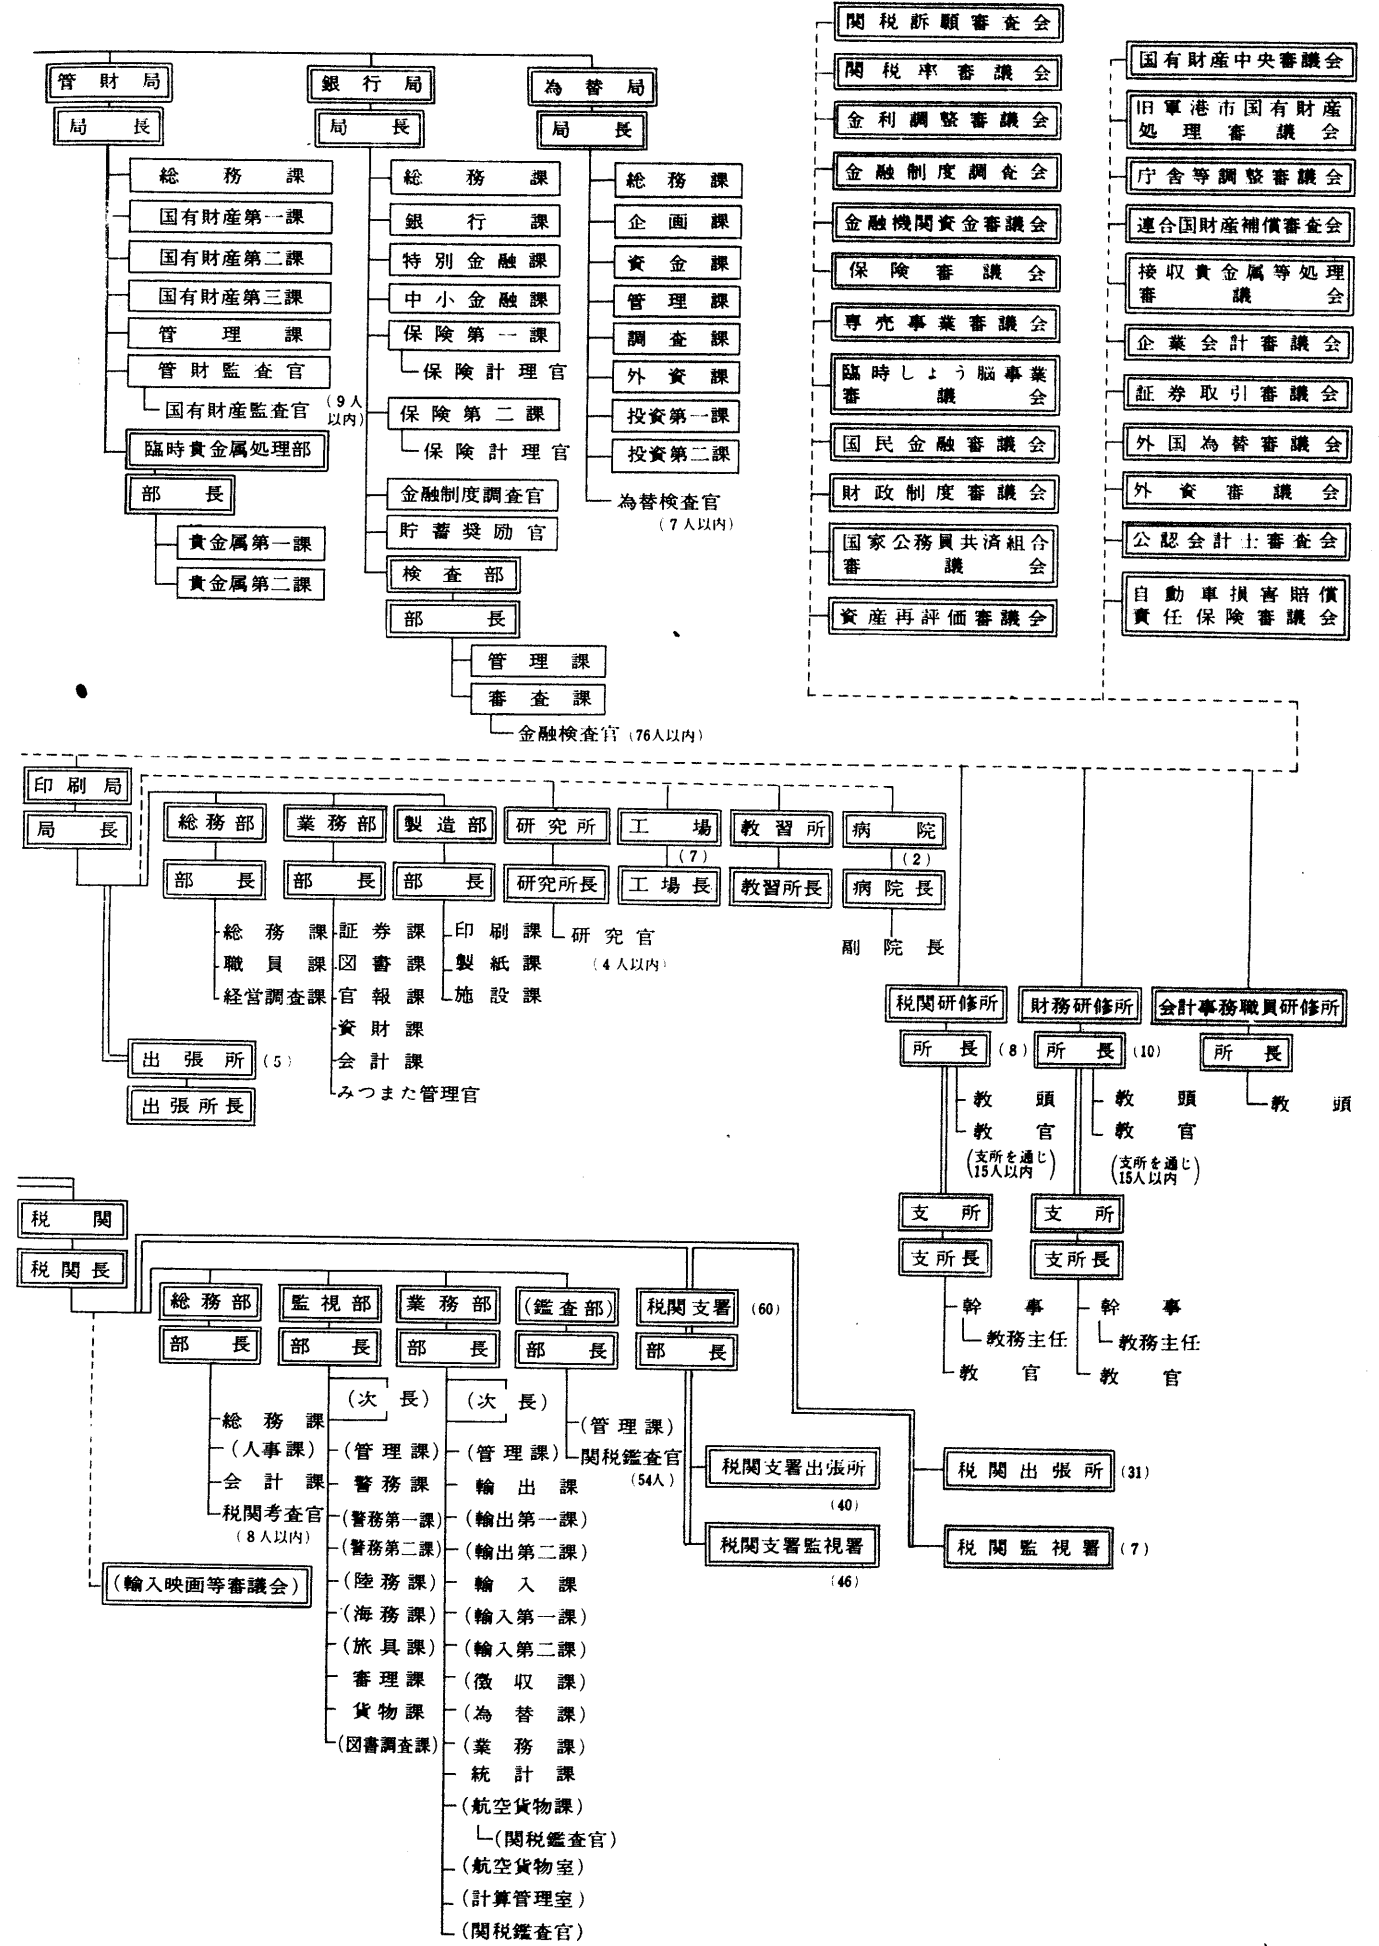 管財局
局長
総務課
国有財産第一課
国有財産第二課
国有財産第三課
管理課
管財監査官
国有財産監査官
(9人
以内)
臨時貴金属処理部
部長
貴金属第一課
貴金属第二課
銀行局
局長
総務課
銀行課
特別金融課
中小金融課
保険第一課
保険計理官
保険第二課
保険計理官
金融制度調査官
貯蓄奨励官
検査部
部長
管理課
審査課
金融検査官(76人以内)
為替局
局長
総務課
企画課
資金課
管理課
調査課
外資課
投資第一課
投資第二課
為替検査官
(7人以内)
関税訴願審査会
関税率審議会
金利調整審議会
金融制度調査会
金融機関資金審議会
保険審議会
専売事業審議会
臨時しょう脳事業
審議会
国民金融審議会
財政制度審議会
国家公務員共済組合
審議会
資産再評価審議会
国有財産中央審議会
旧軍港市国有財産
処理審議会
庁舎等調整審議会
連合国財産補償審査会
接収貴金属等処理
審議会
企業会計審議会
証券取引審議会
外国為替審議会
外資審議会
公認会計士審査会
自動車損害賠償
責任保険審議会
印刷局
局長
総務部
部長
総務課
職員課
経営調査課
業務部
部長
証券課
図書課
官報課
資財課
会計課
みつまた管理官
製造部
部長
印刷課
製紙課
施設課
研究所
研究所長
研究官
(4人以内)
工場
(7)
工場長
教習所
教習所長
病院
(2)
病院長
副院長
出張所(5)
出張所長
税関研修所
所長(8)
教頭
教官
(支所を通じ
15人以内)
支所
支所長
幹事
教務主任
教官
財務研修所
所長(10)
教頭
教官
(支所を通じ
15人以内)
支所
支所長
幹事
教務主任
教官
会計事務職員研修所
所長
教頭
税関
税関長
総務部
部長
総務課
(人事課)
会計課
税関考査官
(8人以内)
(輸入映画等審議会)
監視部
部長
(次長)
(管理課)
警務課
(警務第一課)
(警務第二課)
(陸務課)
(海務課)
(旅具課)
審理課
貨物課
(図書調査課)
業務部
部長
(次長)
(管理課)
輸出課
(輸出第一課)
(輸出第二課)
輸入課
(輸入第一課)
(輸入第二課)
(徴収課)
(為替課)
(業務課)
統計課
(航空貨物課)
(関税鑑査官)
(航空貨物室)
(計算管理室)
(関税鑑査官)
(鑑査部)
部長
(管理課)
関税鑑査官
(54人)
税関支署(60)
部長
税関支署出張所
(40)
税関支署監視署
(46)
税関出張所(31)
税関監視署(7)